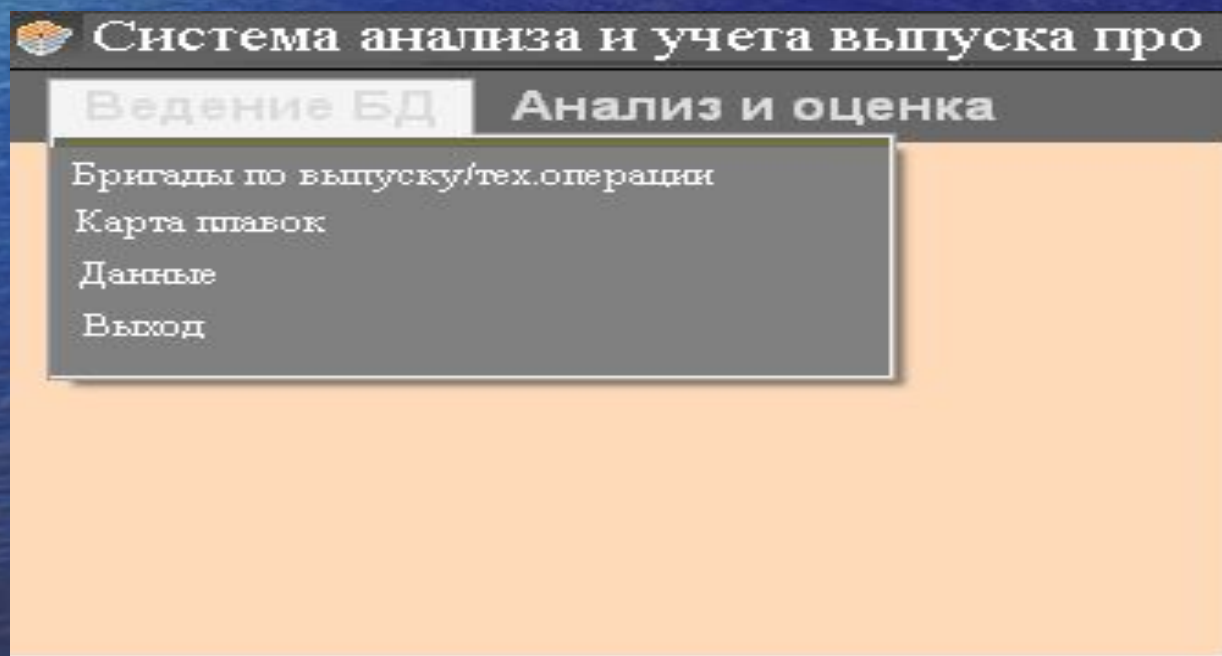 Система анализа и учета выпуска про
Ведение БД Анализ и оценка
Бригады по выпуску/тех.операции
Карта плавок
Данные
Выход